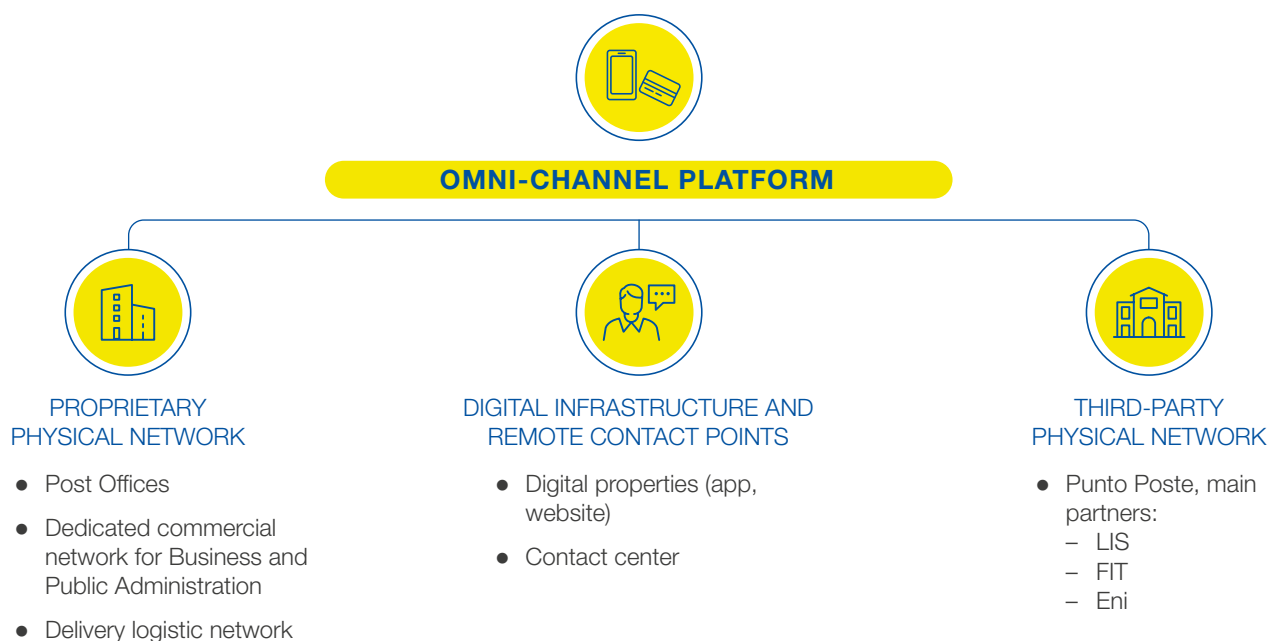 OMNI-CHANNEL PLATFORM
PROPRIETARY
PHYSICAL NETWORK
● Post Offices
● Dedicated commercial
network for Business and
Public Administration
● Delivery logistic network
DIGITAL INFRASTRUCTURE AND
REMOTE CONTACT POINTS
● Digital properties (app,
website)
● Contact center
THIRD-PARTY
PHYSICAL NETWORK
● Punto Poste, main
partners:
– LIS
– FIT
– Eni